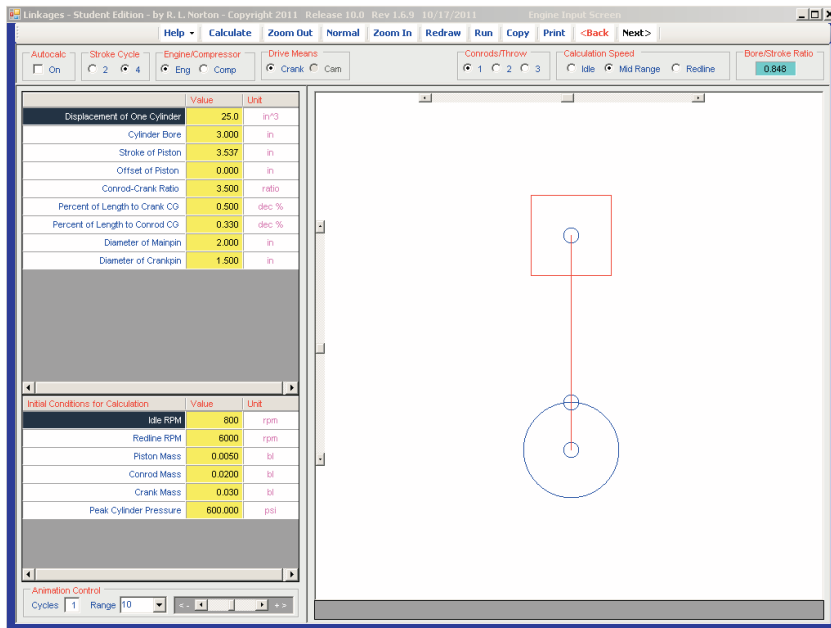 Linkages - Student Edition - by R. L. Norton - Copyright 2011 Release 10.0 Rev 1.6.9 10/17/2011 Engine Input Screen
Help Calculate Zoom Out Normal Zoom In Redraw Run Copy Print <Back Next>
Autocalc Stroke Cycle Engine/Compressor Drive Means Conrods/Throw Calculation Speed Bore/Stroke Ratio
On 2 4 Eng Comp Crank Cam 1 2 3 Idle Mid Range Redline 0.848
Value Unit
Displacement of One Cylinder 25.0 in^3
Cylinder Bore 3.000 in
Stroke of Piston 3.537 in
Offset of Piston 0.000 in
Conrod-Crank Ratio 3.500 ratio
Percent of Length to Crank CG 0.500 dec %
Percent of Length to Conrod CG 0.330 dec %
Diameter of Mainpin 2.000 in
Diameter of Crankpin 1.500 in
Initial Conditions for Calculation Value Unit
Idle RPM 800 rpm
Redline RPM 6000 rpm
Piston Mass 0.0050 bl
Conrod Mass 0.0200 bl
Crank Mass 0.030 bl
Peak Cylinder Pressure 600.000 psi
Animation Control
Cycles 1 Range 10 < - + >